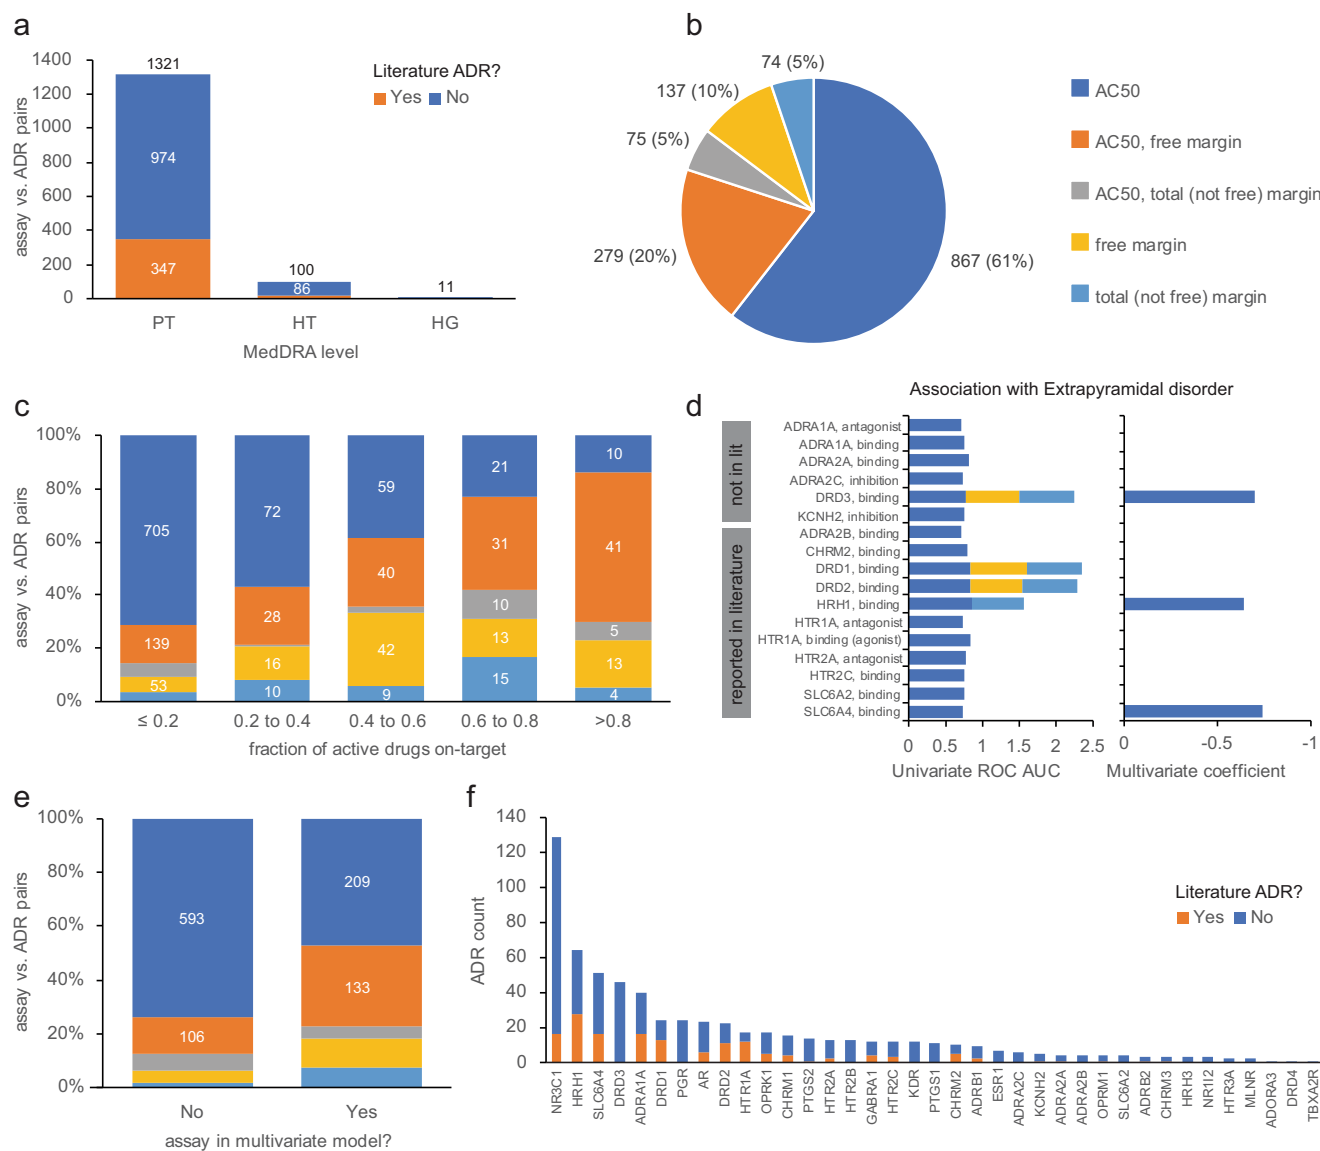 a
1400
1200
1000
800
600
400
200
0
assay vs. ADR pairs
1321
974
347
100
86
11
PT
HT
HG
MedDRA level
Literature ADR?
Yes
No
b
74 (5%)
137 (10%)
75 (5%)
279 (20%)
867 (61%)
AC50
AC50, free margin
AC50, total (not free) margin
free margin
total (not free) margin
c
100%
80%
60%
40%
20%
0%
assay vs. ADR pairs
705
139
53
72
28
16
10
59
40
42
9
21
31
10
13
15
10
41
5
13
4
≤ 0.2
0.2 to 0.4
0.4 to 0.6
0.6 to 0.8
>0.8
fraction of active drugs on-target
d
Association with Extrapyramidal disorder
not in lit
reported in literature
ADRA1A, antagonist
ADRA1A, binding
ADRA2A, binding
ADRA2C, inhibition
DRD3, binding
KCNH2, inhibition
ADRA2B, binding
CHRM2, binding
DRD1, binding
DRD2, binding
HRH1, binding
HTR1A, antagonist
HTR1A, binding (agonist)
HTR2A, antagonist
HTR2C, binding
SLC6A2, binding
SLC6A4, binding
0
0.5
1
1.5
2
2.5
Univariate ROC AUC
0
-0.5
-1
Multivariate coefficient
e
100%
80%
60%
40%
20%
0%
assay vs. ADR pairs
593
106
209
133
No
Yes
assay in multivariate model?
f
140
120
100
80
60
40
20
0
ADR count
Literature ADR?
Yes
No
NR3C1
HRH1
SLC6A4
DRD3
ADRA1A
DRD1
PGR
AR
DRD2
HTR1A
OPRK1
CHRM1
PTGS2
HTR2A
HTR2B
GABRA1
HTR2C
KDR
PTGS1
CHRM2
ADRB1
ESR1
ADRA2C
KCNH2
ADRA2A
ADRA2B
OPRM1
SLC6A2
ADRB2
CHRM3
HRH3
NR1I2
HTR3A
MLNR
ADORA3
DRD4
TBXA2R